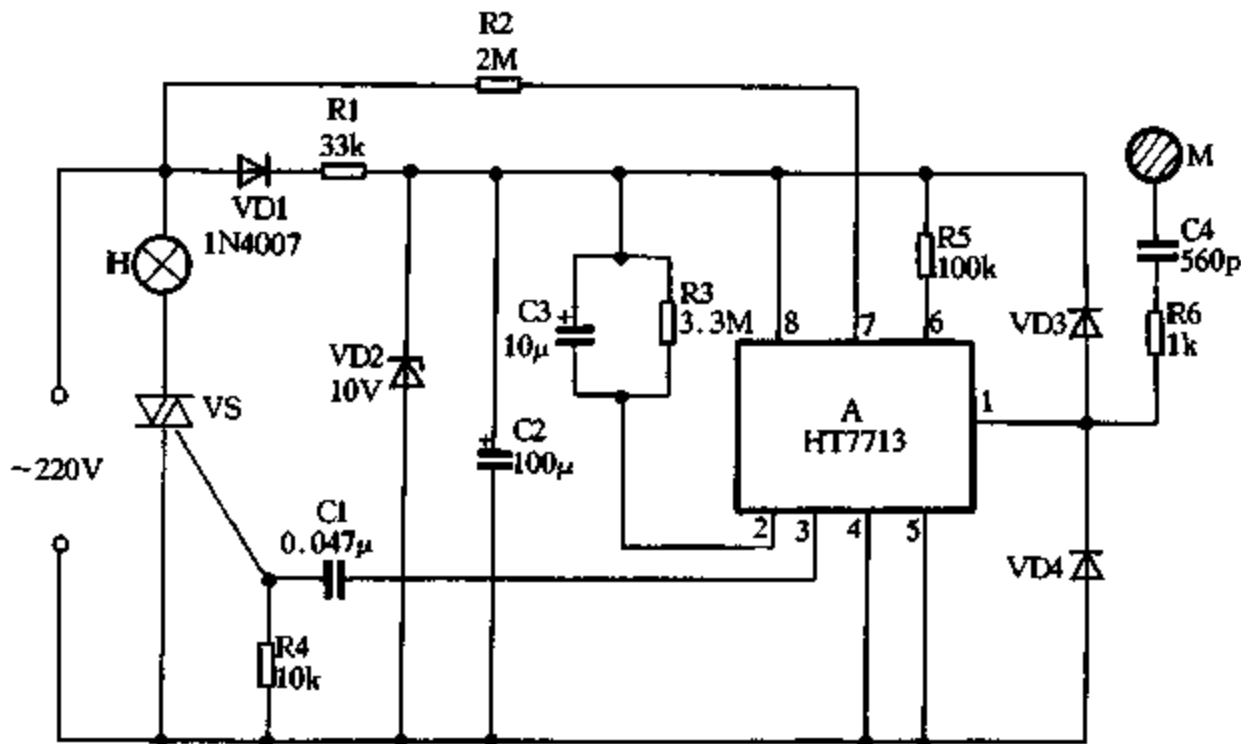 R2
2M
R1
33k
VD1
1N4007
M
C4
560p
R6
1k
R5
100k
H
C3
+
10μ
R3
3.3M
8
7
6
VD3
VD2
10V
1
A
HT7713
VS
+
C2
100μ
~220V
C1
0.047μ
2
3
4
5
VD4
R4
10k